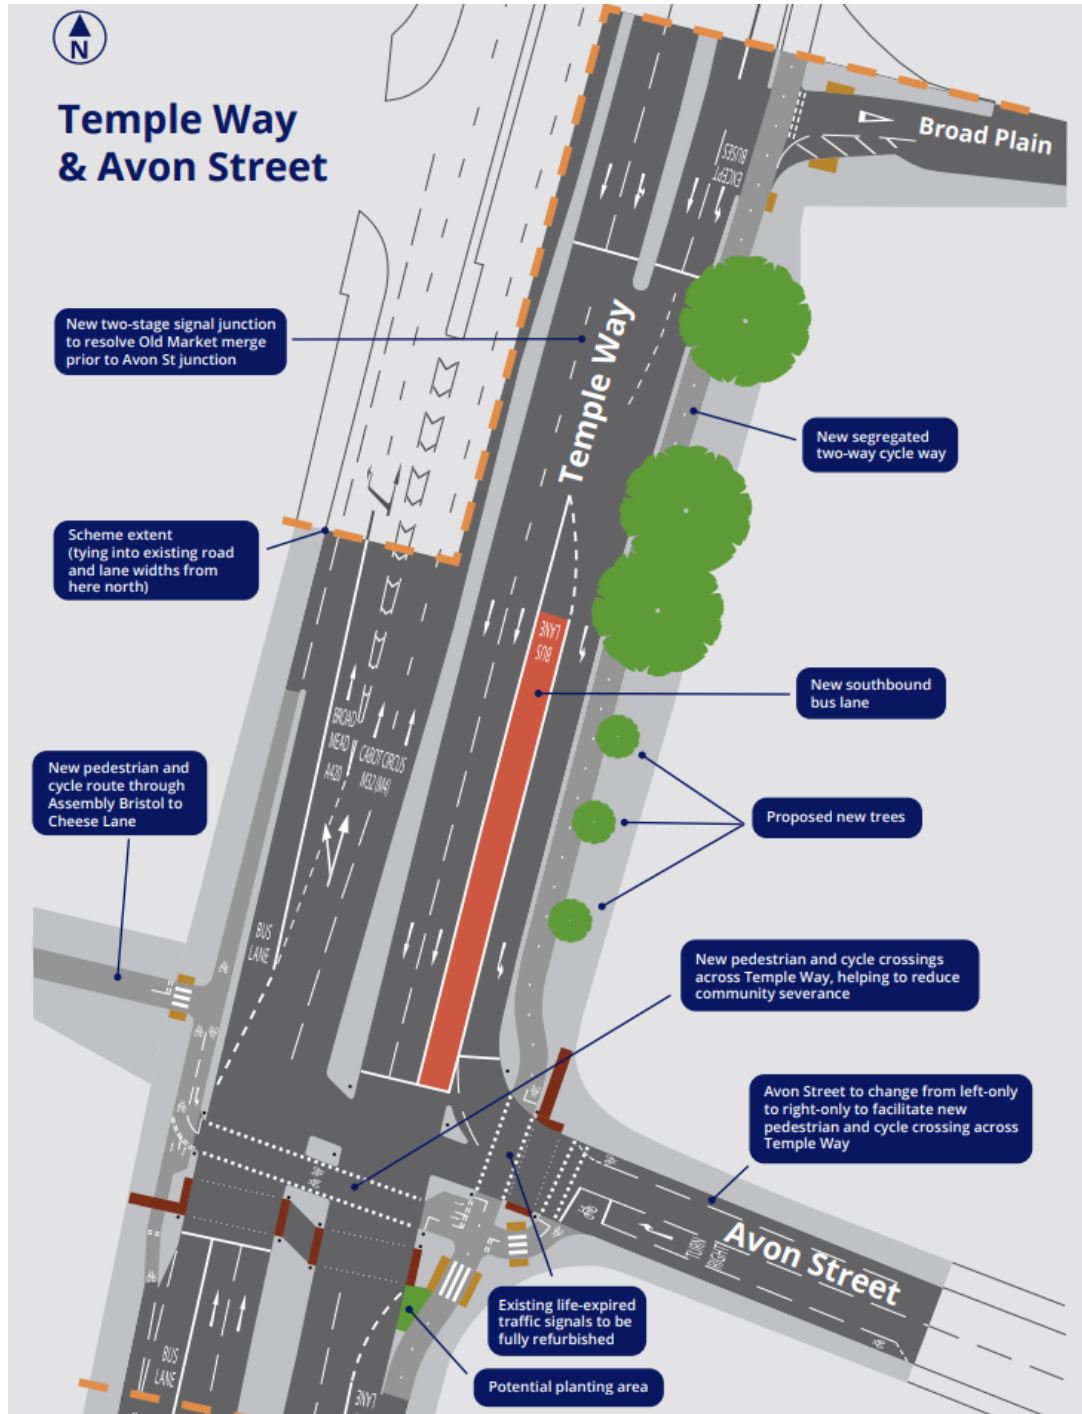 N
Temple Way
& Avon Street
Broad Plain
EXCEPT
BUSES
New two-stage signal junction
to resolve Old Market merge
prior to Avon St junction
Temple Way
New segregated
two-way cycle way
Scheme extent
(tying into existing road
and lane widths from
here north)
BUS
LANE
New southbound
bus lane
BROAD
MEAD
A420
CABOT CIRCUS
M32 (M4)
New pedestrian and
cycle route through
Assembly Bristol to
Cheese Lane
Proposed new trees
BUS
LANE
New pedestrian and cycle crossings
across Temple Way, helping to reduce
community severance
Avon Street to change from left-only
to right-only to facilitate new
pedestrian and cycle crossing across
Temple Way
Avon Street
TURN
RIGHT
Existing life-expired
traffic signals to be
fully refurbished
BUS
LANE
Potential planting area
LANE